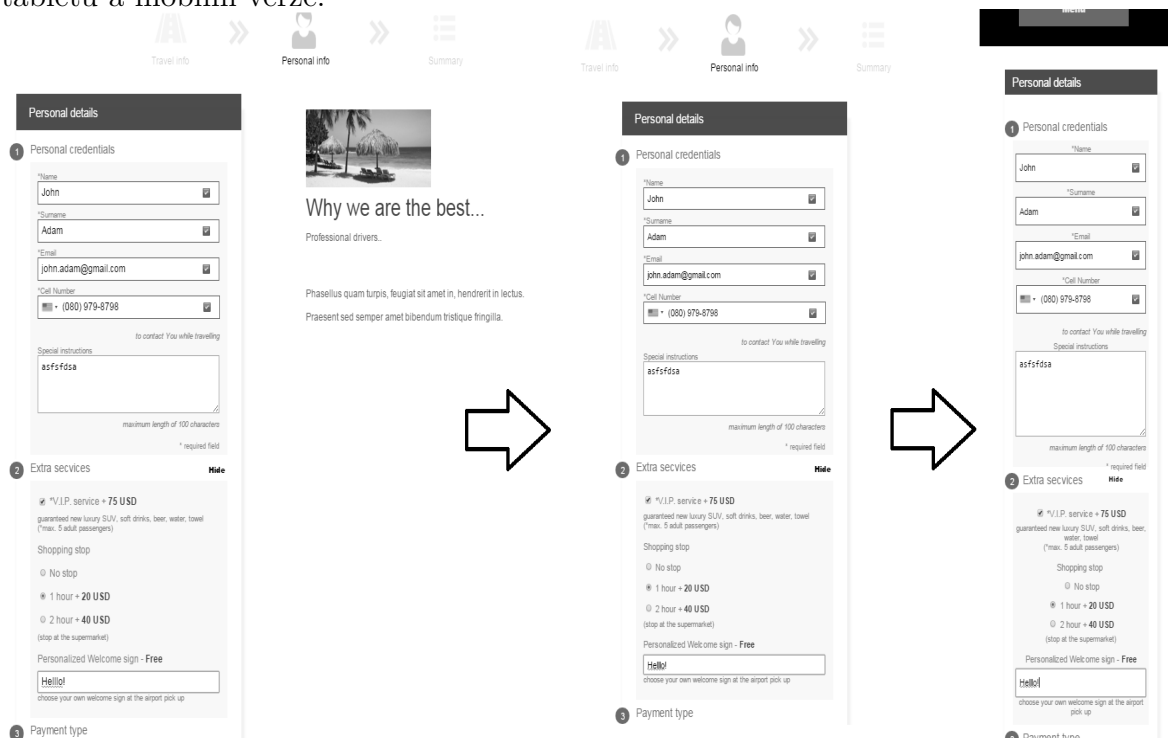 tabletu a mobilní verze.
Travel info
Personal info
Summary
Personal details
1 Personal credentials
*Name
John
*Surname
Adam
*Email
john.adam@gmail.com
*Cell Number
(080) 979-8798
to contact You while travelling
Special instructions
asfsfdsa
maximum length of 100 characters
* required field
2 Extra secvices
Hide
*V.I.P. service + 75 USD
guaranteed new luxury SUV, soft drinks, beer, water, towel
(*max. 5 adult passengers)
Shopping stop
No stop
1 hour + 20 USD
2 hour + 40 USD
(stop at the supermarket)
Personalized Welcome sign - Free
Helllo!
choose your own welcome sign at the airport pick up
3 Payment type
Why we are the best...
Professional drivers..
Phasellus quam turpis, feugiat sit amet in, hendrerit in lectus.
Praesent sed semper amet bibendum tristique fringilla.
Travel info
Personal info
Summary
Personal details
1 Personal credentials
*Name
John
*Surname
Adam
*Email
john.adam@gmail.com
*Cell Number
(080) 979-8798
to contact You while travelling
Special instructions
asfsfdsa
maximum length of 100 characters
* required field
2 Extra secvices
Hide
*V.I.P. service + 75 USD
guaranteed new luxury SUV, soft drinks, beer, water, towel
(*max. 5 adult passengers)
Shopping stop
No stop
1 hour + 20 USD
2 hour + 40 USD
(stop at the supermarket)
Personalized Welcome sign - Free
Helllo!
choose your own welcome sign at the airport pick up
3 Payment type
Menu
Personal details
1 Personal credentials
*Name
John
*Surname
Adam
*Email
john.adam@gmail.com
*Cell Number
(080) 979-8798
to contact You while travelling
Special instructions
asfsfdsa
maximum length of 100 characters
* required field
2 Extra secvices
Hide
*V.I.P. service + 75 USD
guaranteed new luxury SUV, soft drinks, beer,
water, towel
(*max. 5 adult passengers)
Shopping stop
No stop
1 hour + 20 USD
2 hour + 40 USD
(stop at the supermarket)
Personalized Welcome sign - Free
Helllo!
choose your own welcome sign at the airport
pick up
3 Payment type